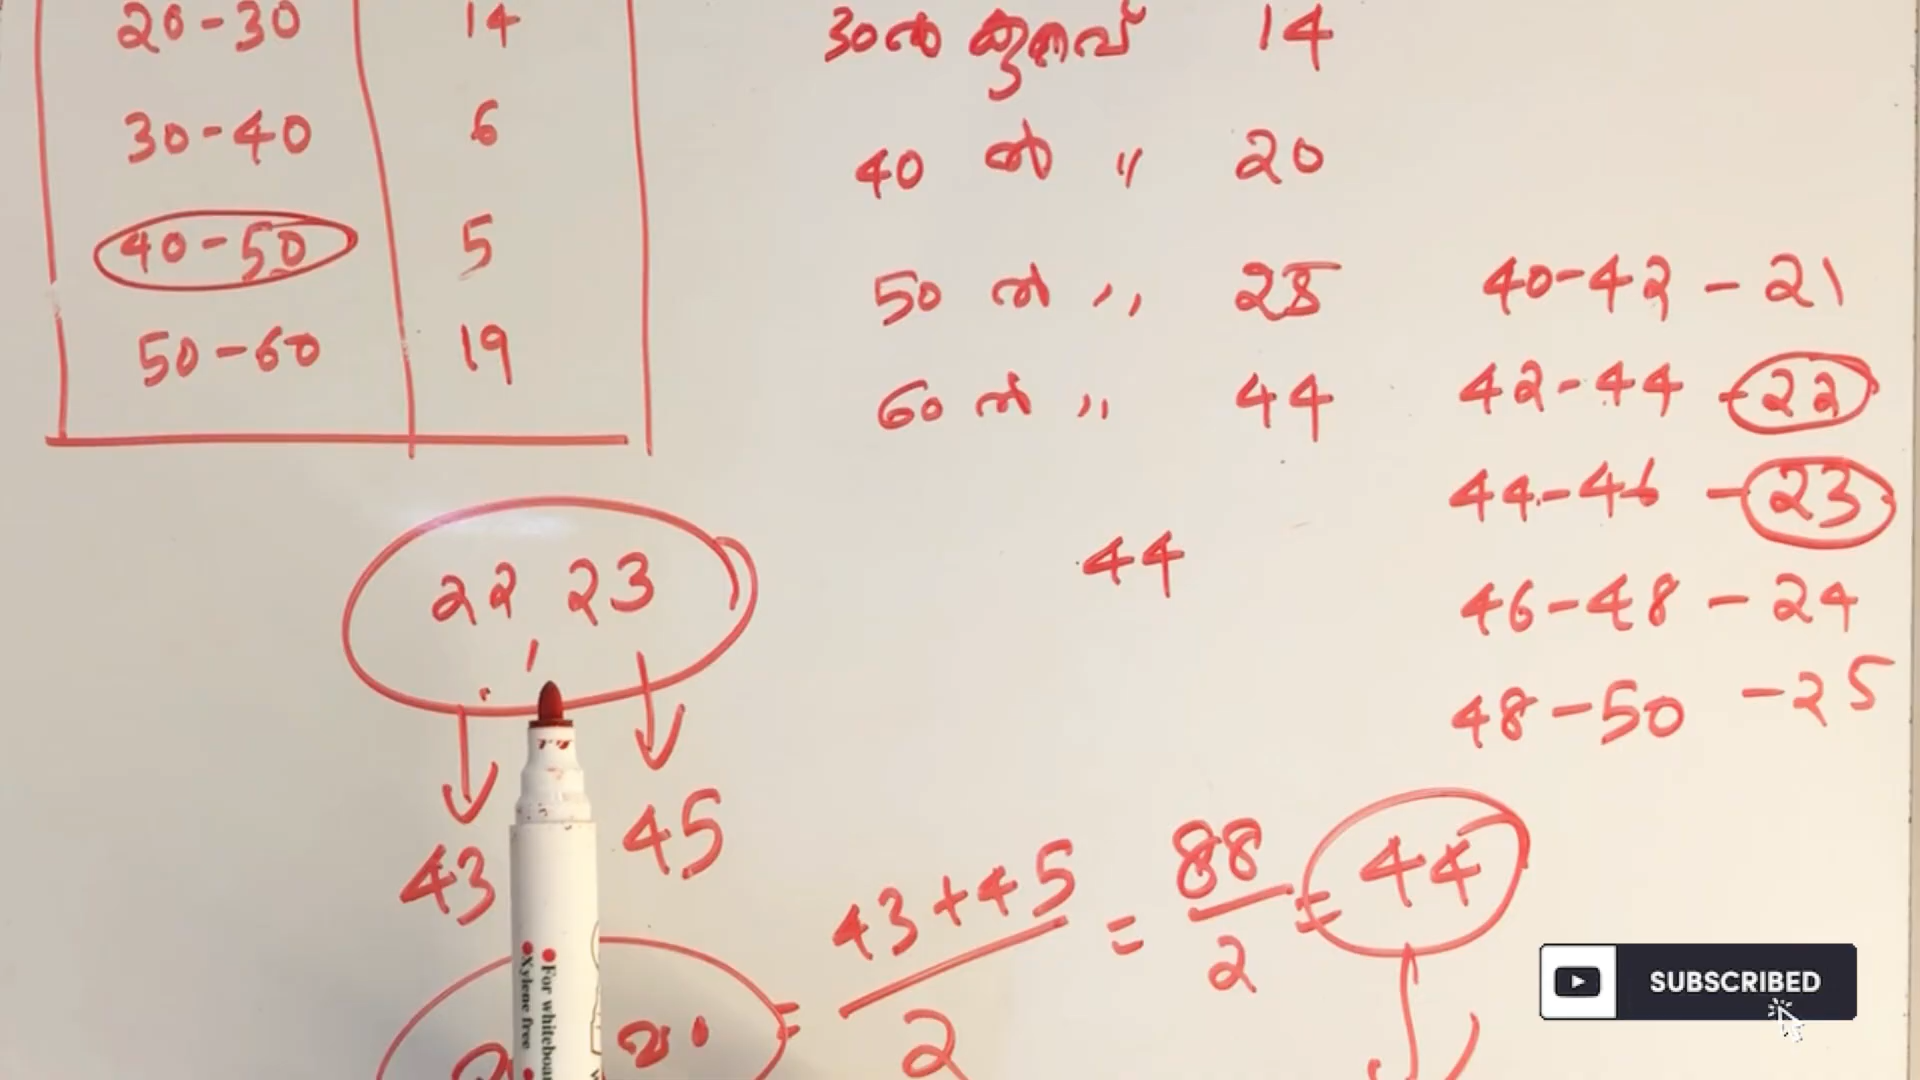 20-30 14
30-40 6
40-50 5
50-60 19
30ൽ കുറവ് 14
40 ൽ " 20
50 ൽ " 25
60 ൽ " 44
44
40-42 - 21
42-44 - 22
44-46 - 23
46-48 - 24
48-50 - 25
22, 23
43 45
43+45 = 88 = 44
2 2
For whiteboar
Xylene free
SUBSCRIBED